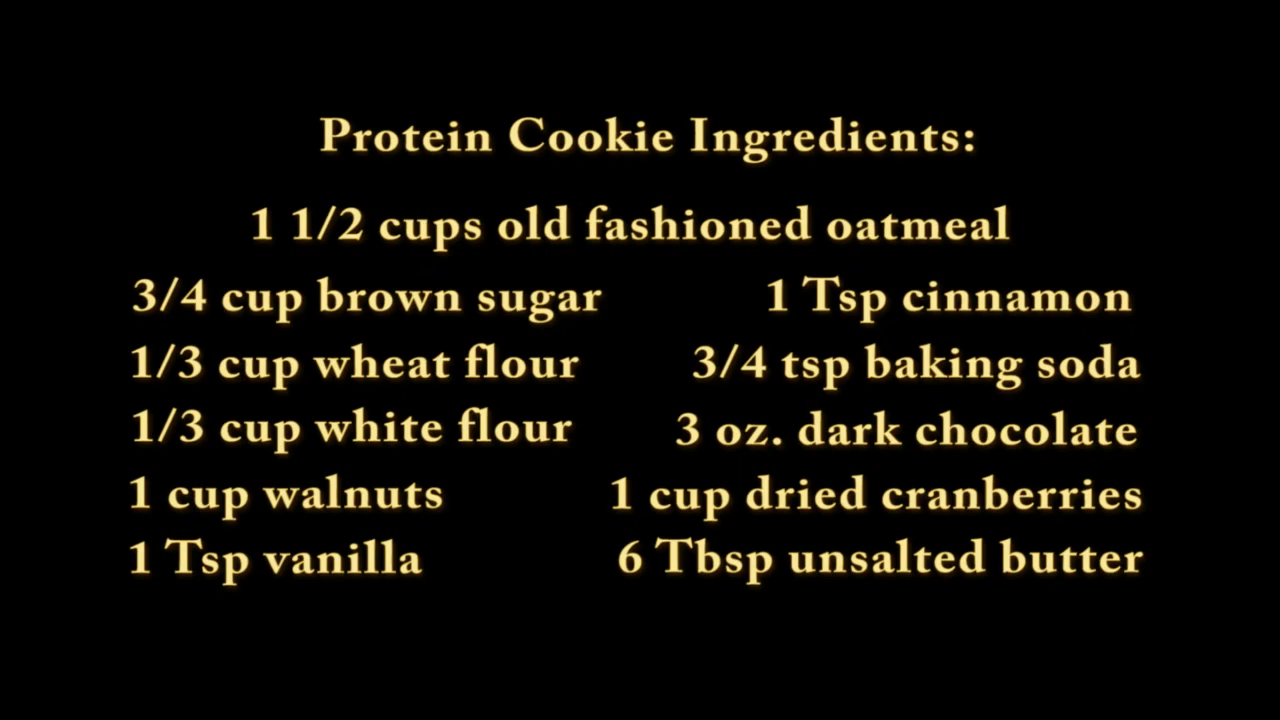 Protein Cookie Ingredients:
1 1/2 cups old fashioned oatmeal
3/4 cup brown sugar
1/3 cup wheat flour
1/3 cup white flour
1 cup walnuts
1 Tsp vanilla
1 Tsp cinnamon
3/4 tsp baking soda
3 oz. dark chocolate
1 cup dried cranberries
6 Tbsp unsalted butter